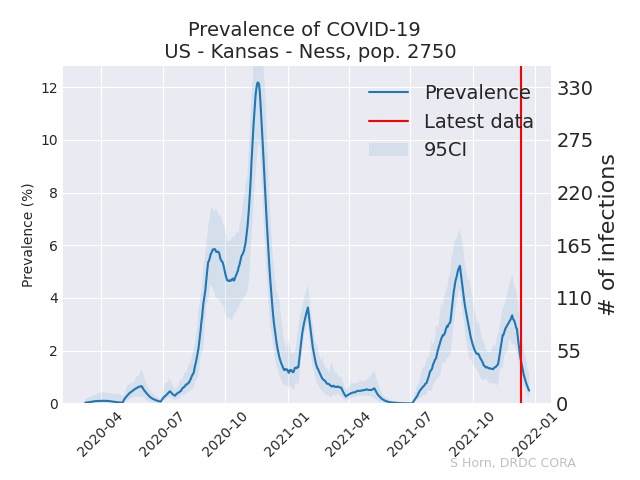 Prevalence of COVID-19
US - Kansas - Ness, pop. 2750
Prevalence
Latest data
95CI
Prevalence (%)
12
10
8
6
4
2
0
# of infections
330
275
220
165
110
55
0
2020-04
2020-07
2020-10
2021-01
2021-04
2021-07
2021-10
2022-01
S Horn, DRDC CORA